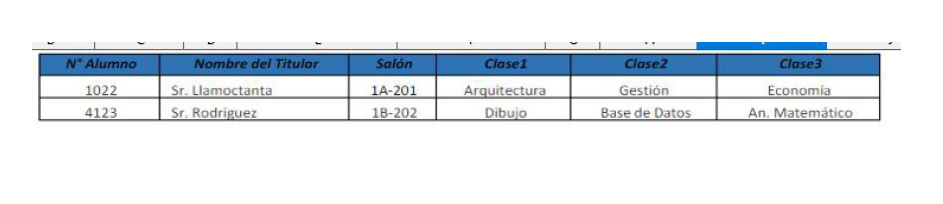 N° Alumno Nombre del Titular Salón Clase1 Clase2 Clase3
1022 Sr. Llamoctanta 1A-201 Arquitectura Gestión Economía
4123 Sr. Rodríguez 1B-202 Dibujo Base de Datos An. Matemático